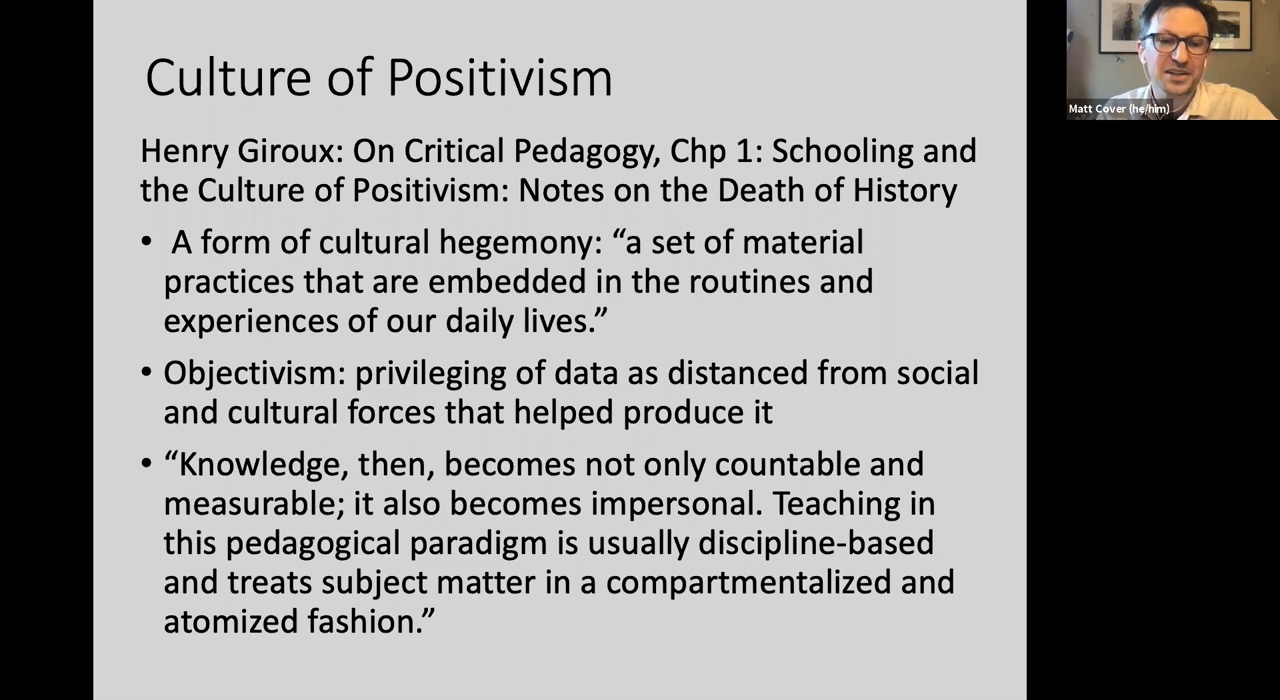 Culture of Positivism
Henry Giroux: On Critical Pedagogy, Chp 1: Schooling and
the Culture of Positivism: Notes on the Death of History
• A form of cultural hegemony: “a set of material
practices that are embedded in the routines and
experiences of our daily lives.”
• Objectivism: privileging of data as distanced from social
and cultural forces that helped produce it
• “Knowledge, then, becomes not only countable and
measurable; it also becomes impersonal. Teaching in
this pedagogical paradigm is usually discipline-based
and treats subject matter in a compartmentalized and
atomized fashion.”
Matt Cover (he/him)